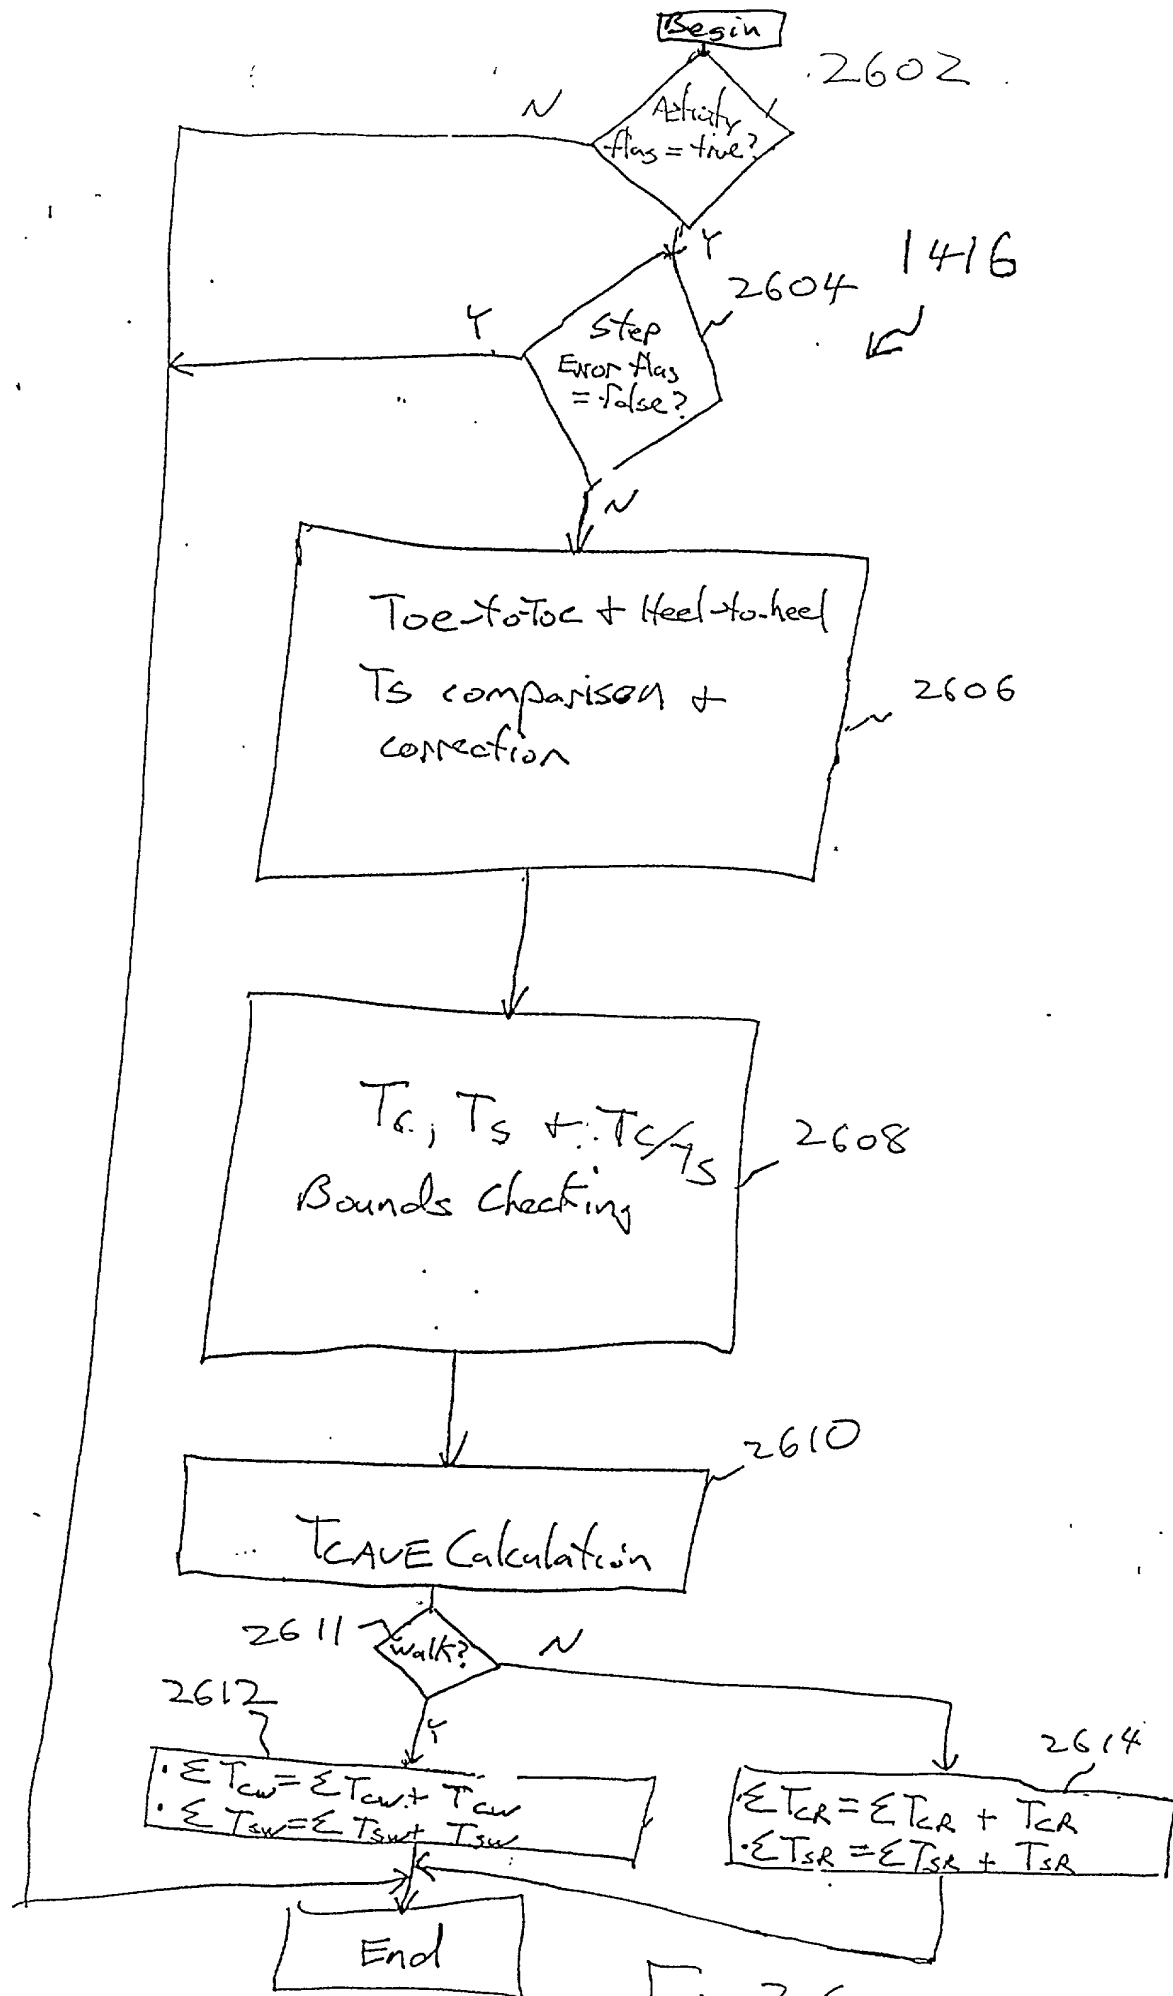 Begin
2602
N
Activity
flag = true?
Y
1416
2604
Y
Step
Error flag
= false?
N
Toe-to-Toe + Heel-to-heel
Ts comparison +
correction
2606
Tc, Ts + Tc/Ts
Bounds Checking
2608
2610
TCAVE Calculation
2611
walk?
N
2612
Y
2614
· ΣTcw = ΣTcw + Tcw
· ΣTsw = ΣTsw + Tsw
· ΣTCR = ΣTCR + TCR
· ΣTSR = ΣTSR + TSR
End